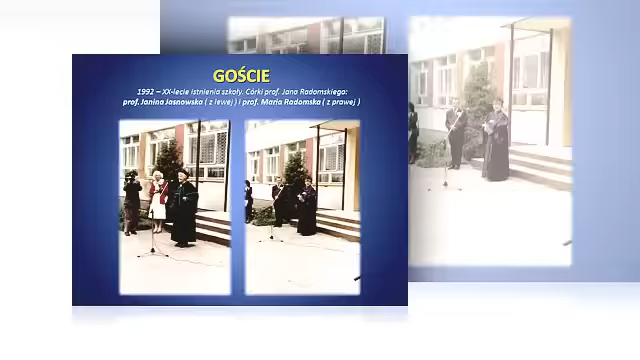 GOŚCIE
1992 – XX-lecie istnienia szkoły. Córki prof. Jana Radomskiego:
prof. Janina Jasnowska ( z lewej ) i prof. Maria Radomska ( z prawej )